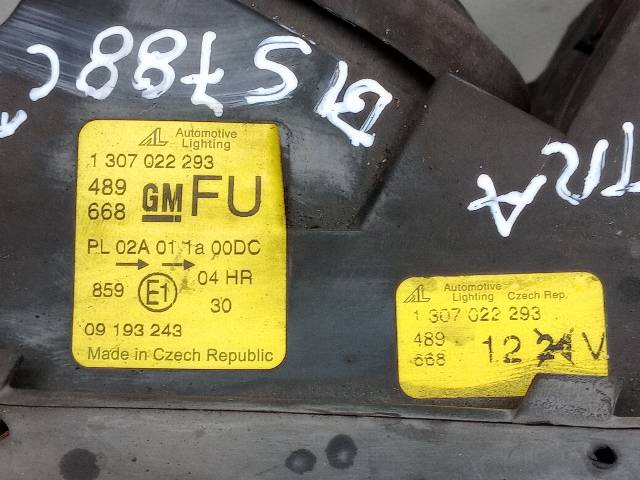 AL Automotive Lighting
1 307 022 293
489 668 GM FU
PL 02A 01 1a 00DC
859 E1 04 HR 30
09 193 243
Made in Czech Republic
AL Automotive Lighting Czech Rep.
1 307 022 293
489 668 12 24 V